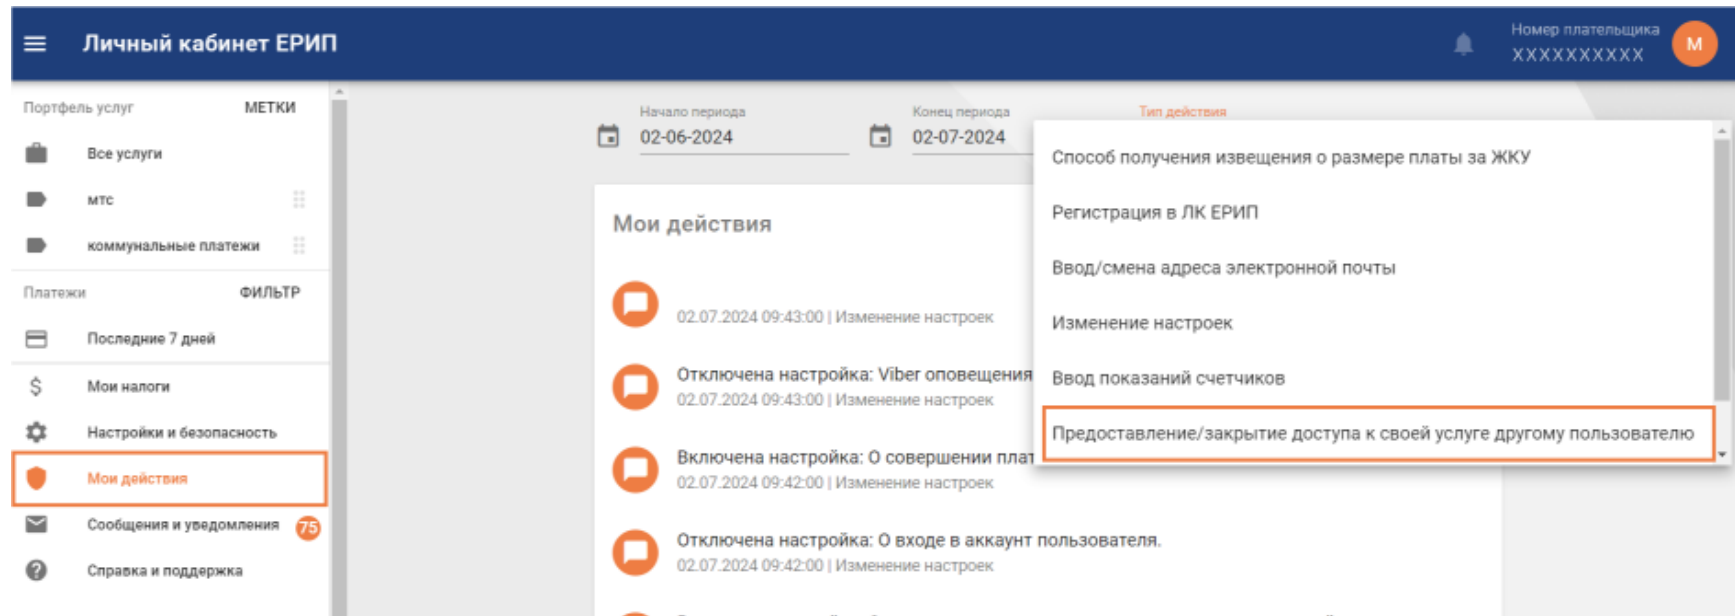 Личный кабинет ЕРИП
Номер плательщика
XXXXXXXXXX
М
Портфель услуг МЕТКИ
Все услуги
мтс
коммунальные платежи
Платежи ФИЛЬТР
Последние 7 дней
Мои налоги
Настройки и безопасность
Мои действия
Сообщения и уведомления 75
Справка и поддержка
Начало периода
02-06-2024
Конец периода
02-07-2024
Тип действия
Способ получения извещения о размере платы за ЖКУ
Регистрация в ЛК ЕРИП
Ввод/смена адреса электронной почты
Изменение настроек
Ввод показаний счетчиков
Предоставление/закрытие доступа к своей услуге другому пользователю
Мои действия
02.07.2024 09:43:00 | Изменение настроек
Отключена настройка: Viber оповещения
02.07.2024 09:43:00 | Изменение настроек
Включена настройка: О совершении плат
02.07.2024 09:42:00 | Изменение настроек
Отключена настройка: О входе в аккаунт пользователя.
02.07.2024 09:42:00 | Изменение настроек